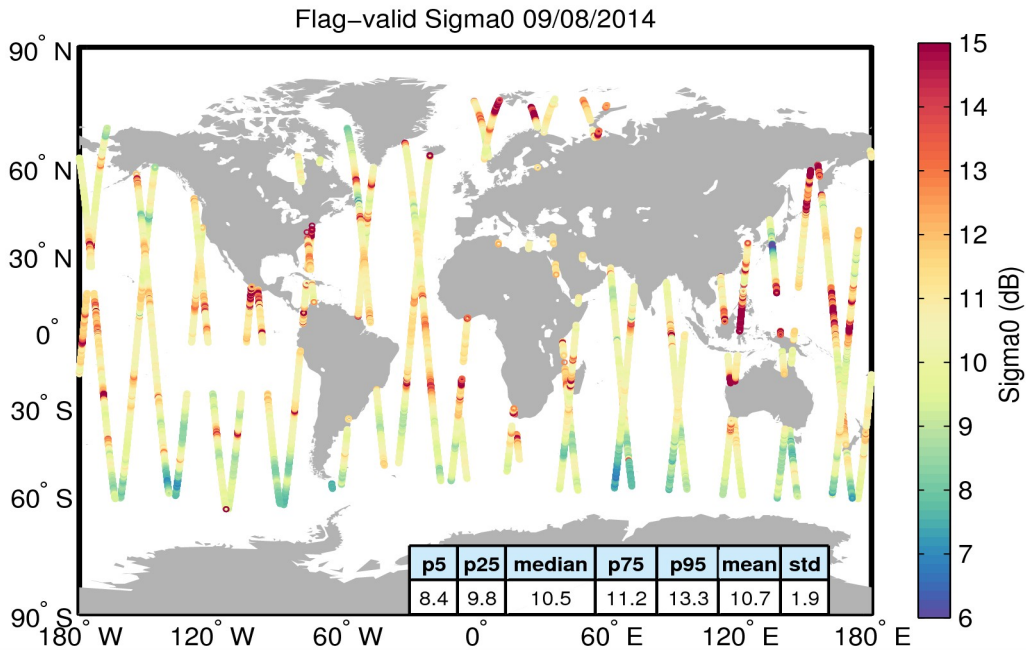 Flag−valid Sigma0 09/08/2014
90° N
60° N
30° N
0°
30° S
60° S
90° S
180° W
120° W
60° W
0°
60° E
120° E
180° E
15
14
13
12
11
10
9
8
7
6
Sigma0 (dB)
p5 p25 median p75 p95 mean std
8.4 9.8 10.5 11.2 13.3 10.7 1.9